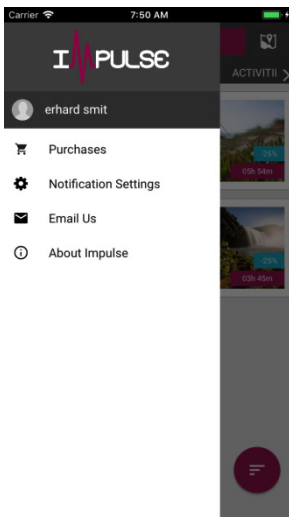 Carrier 7:50 AM
IMPULSE
ACTIVITII
erhard smit
-25%
05h 54m
Purchases
Notification Settings
Email Us
About Impulse
-25%
03h 45m